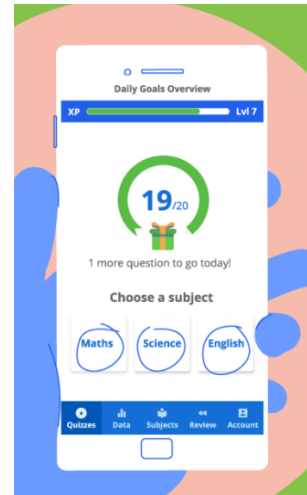 Daily Goals Overview
XP Lvl 7
19/20
1 more question to go today!
Choose a subject
Maths Science English
Quizzes Data Subjects Review Account